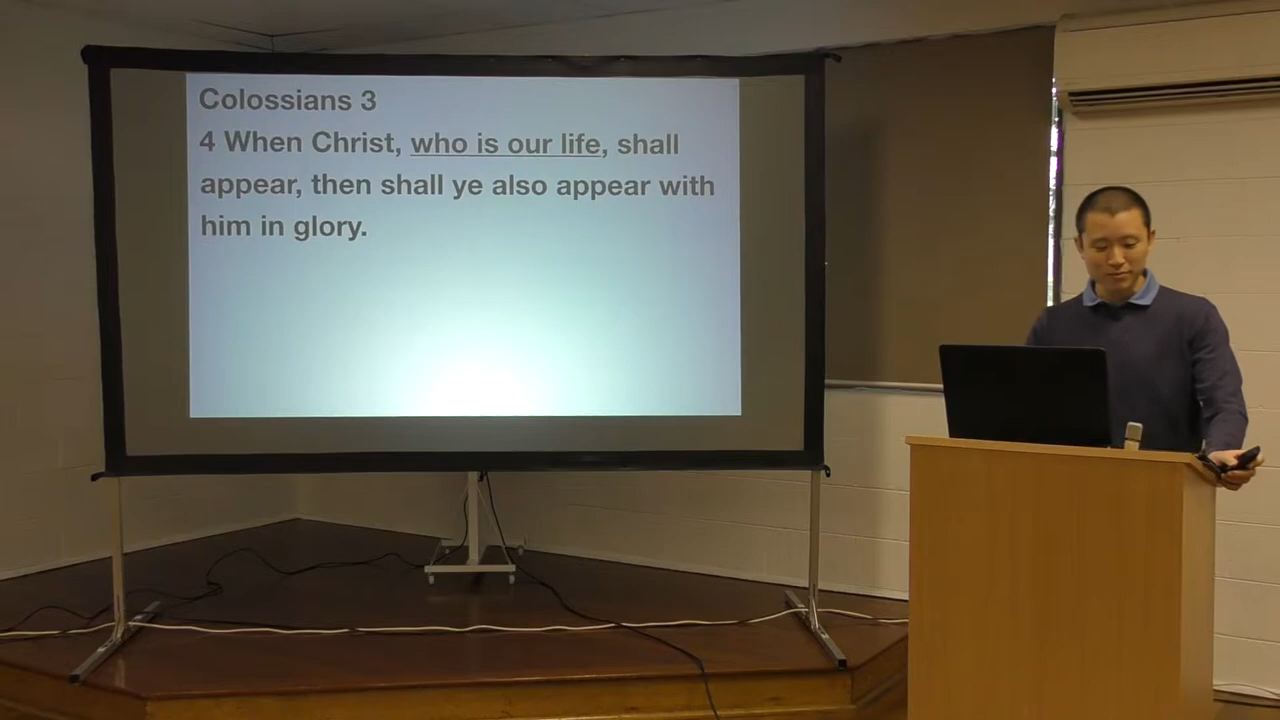 Colossians 3
4 When Christ, who is our life, shall
appear, then shall ye also appear with
him in glory.